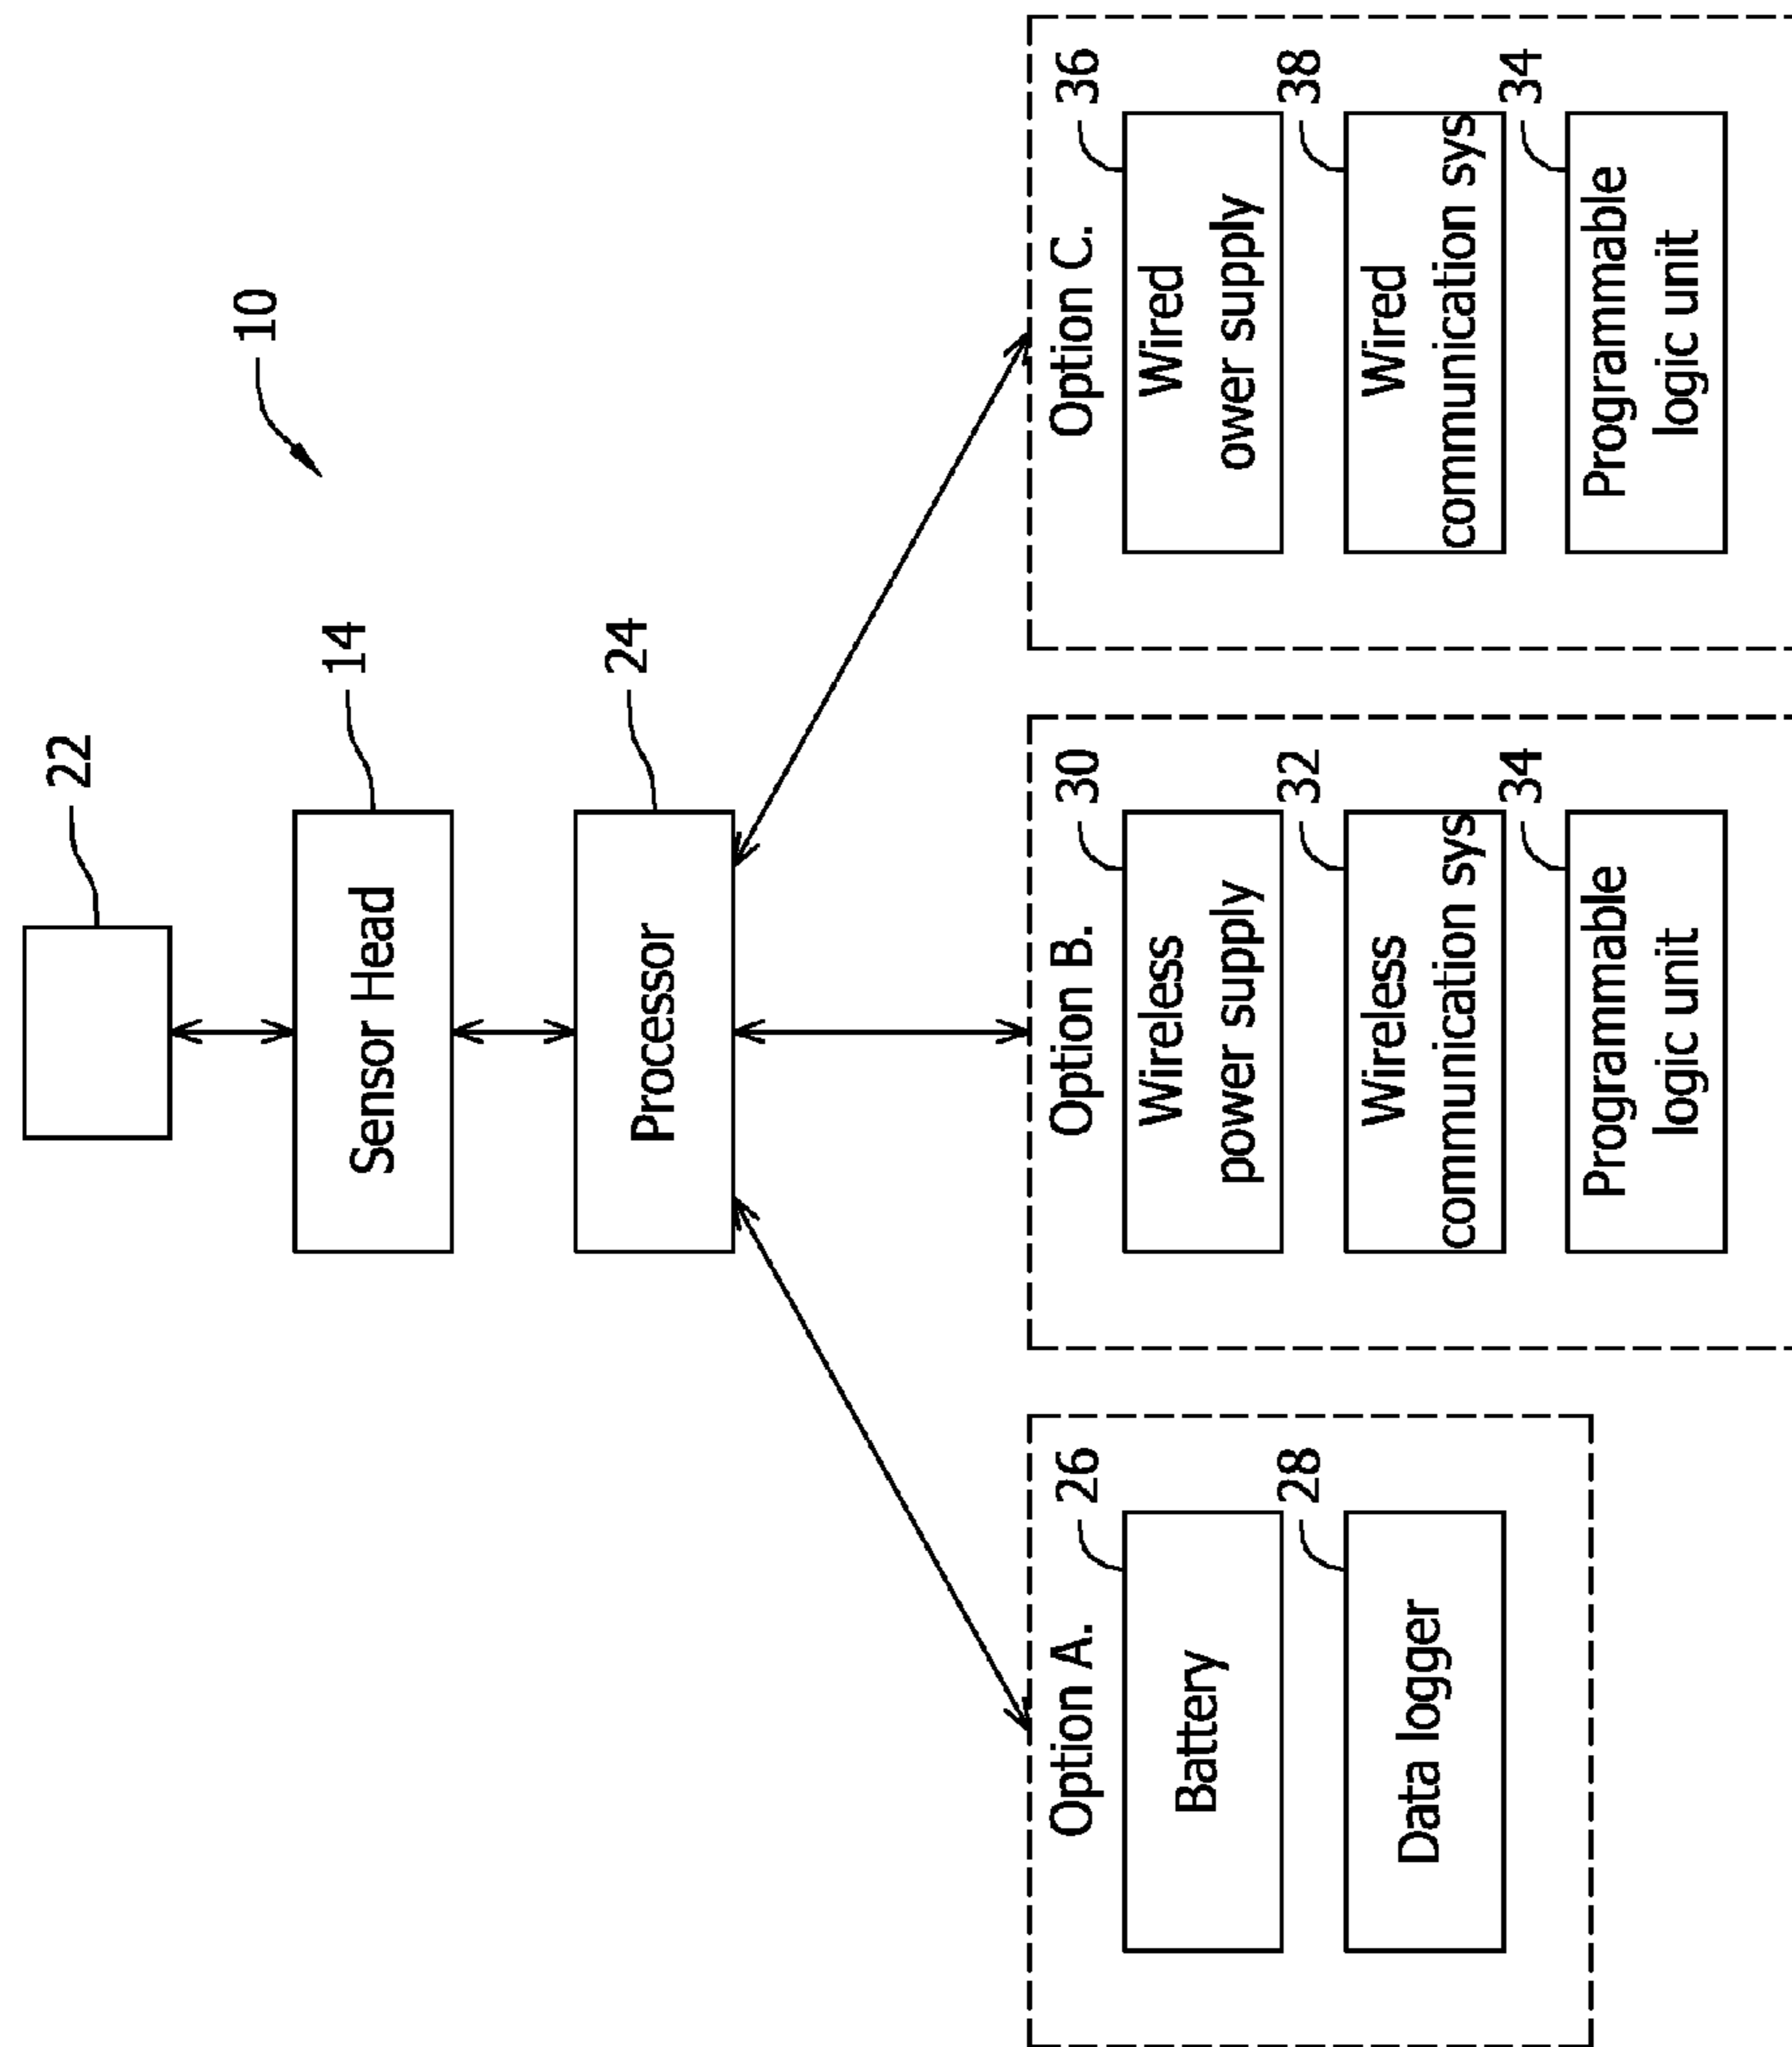 10
22
Sensor Head
14
Processor
24
Option A.
Battery
26
Data logger
28
Option B.
Wireless
power supply
30
Wireless
communication sys
32
Programmable
logic unit
34
Option C.
Wired
ower supply
36
Wired
communication sys
38
Programmable
logic unit
34